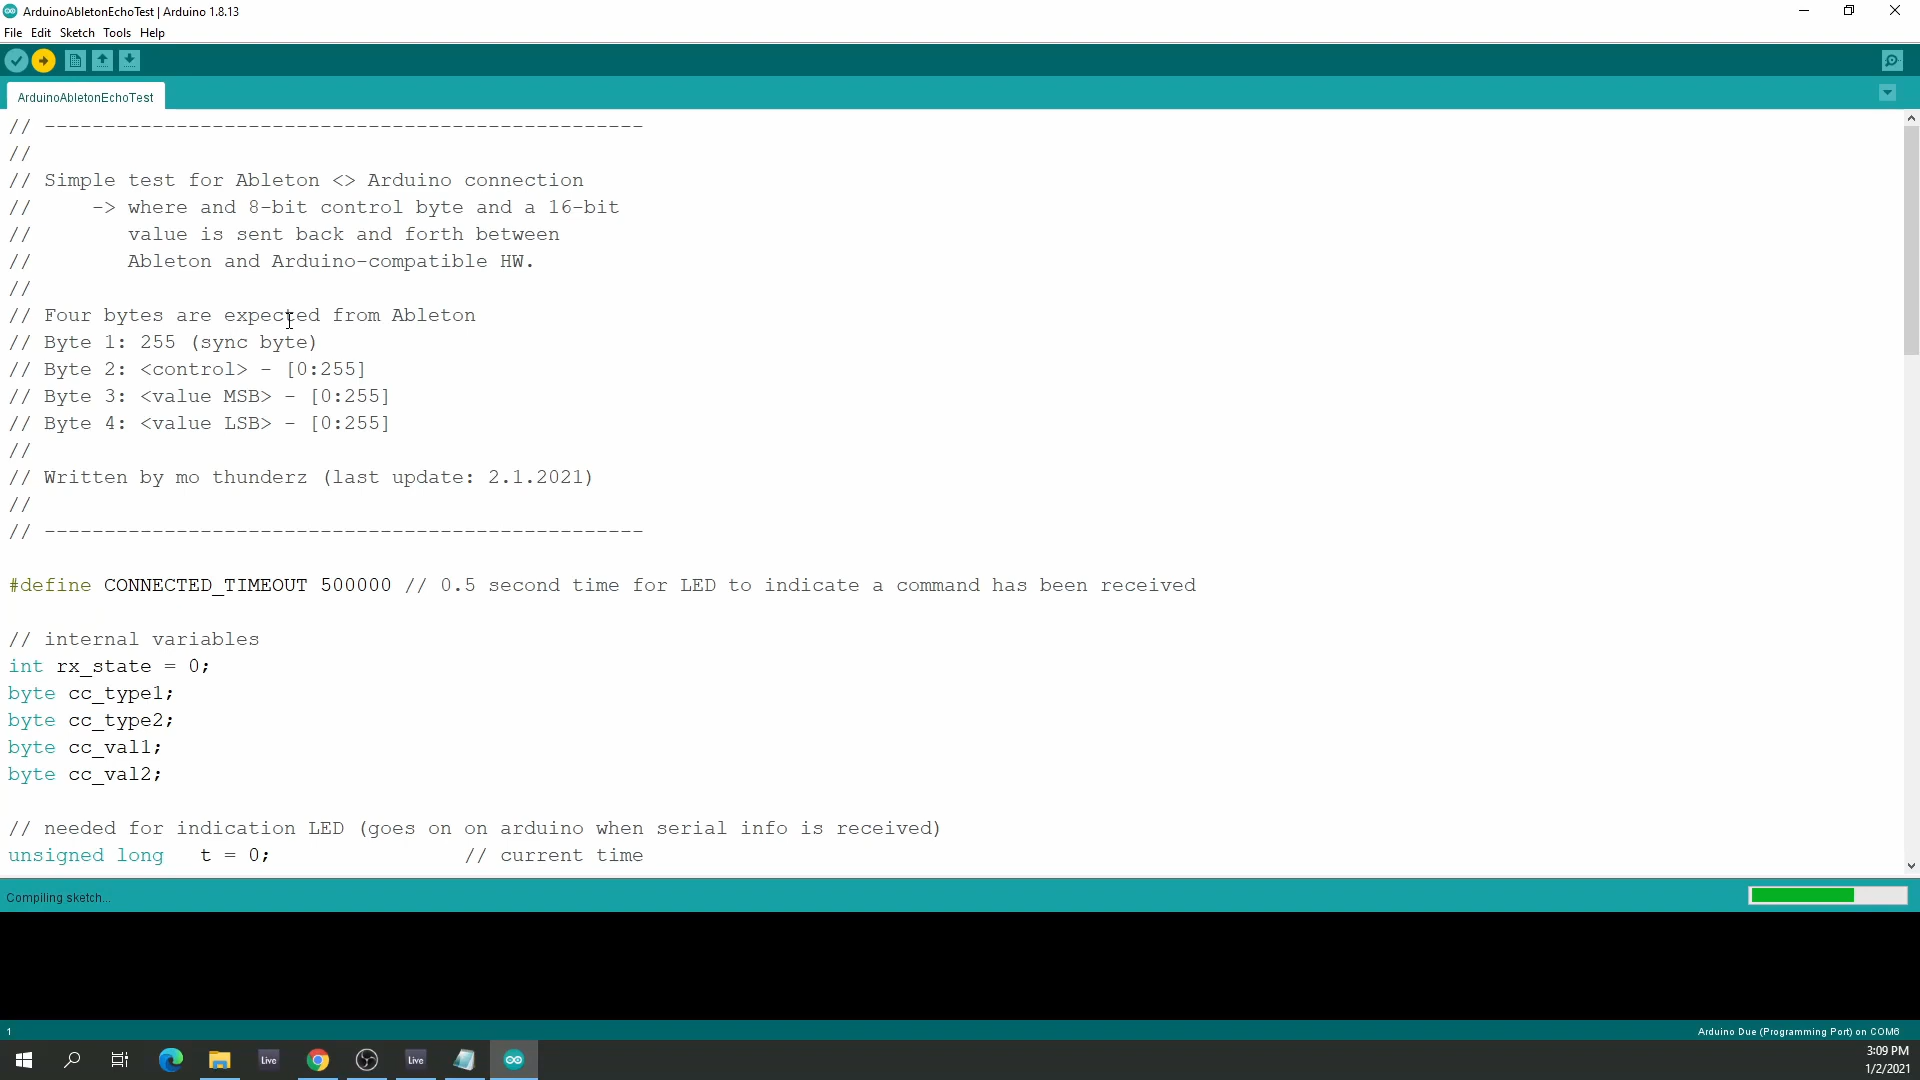 ArduinoAbletonEchoTest | Arduino 1.8.13
File Edit Sketch Tools Help
ArduinoAbletonEchoTest
// --------------------------------------------------
//
// Simple test for Ableton <> Arduino connection
//     -> where and 8-bit control byte and a 16-bit
//        value is sent back and forth between
//        Ableton and Arduino-compatible HW.
//
// Four bytes are expected from Ableton
// Byte 1: 255 (sync byte)
// Byte 2: <control> - [0:255]
// Byte 3: <value MSB> - [0:255]
// Byte 4: <value LSB> - [0:255]
//
// Written by mo thunderz (last update: 2.1.2021)
//
// --------------------------------------------------
#define CONNECTED_TIMEOUT 500000 // 0.5 second time for LED to indicate a command has been received
// internal variables
int rx_state = 0;
byte cc_type1;
byte cc_type2;
byte cc_val1;
byte cc_val2;
// needed for indication LED (goes on on arduino when serial info is received)
unsigned long   t = 0;                // current time
Compiling sketch...
1
Arduino Due (Programming Port) on COM6
Live
Live
3:09 PM
1/2/2021